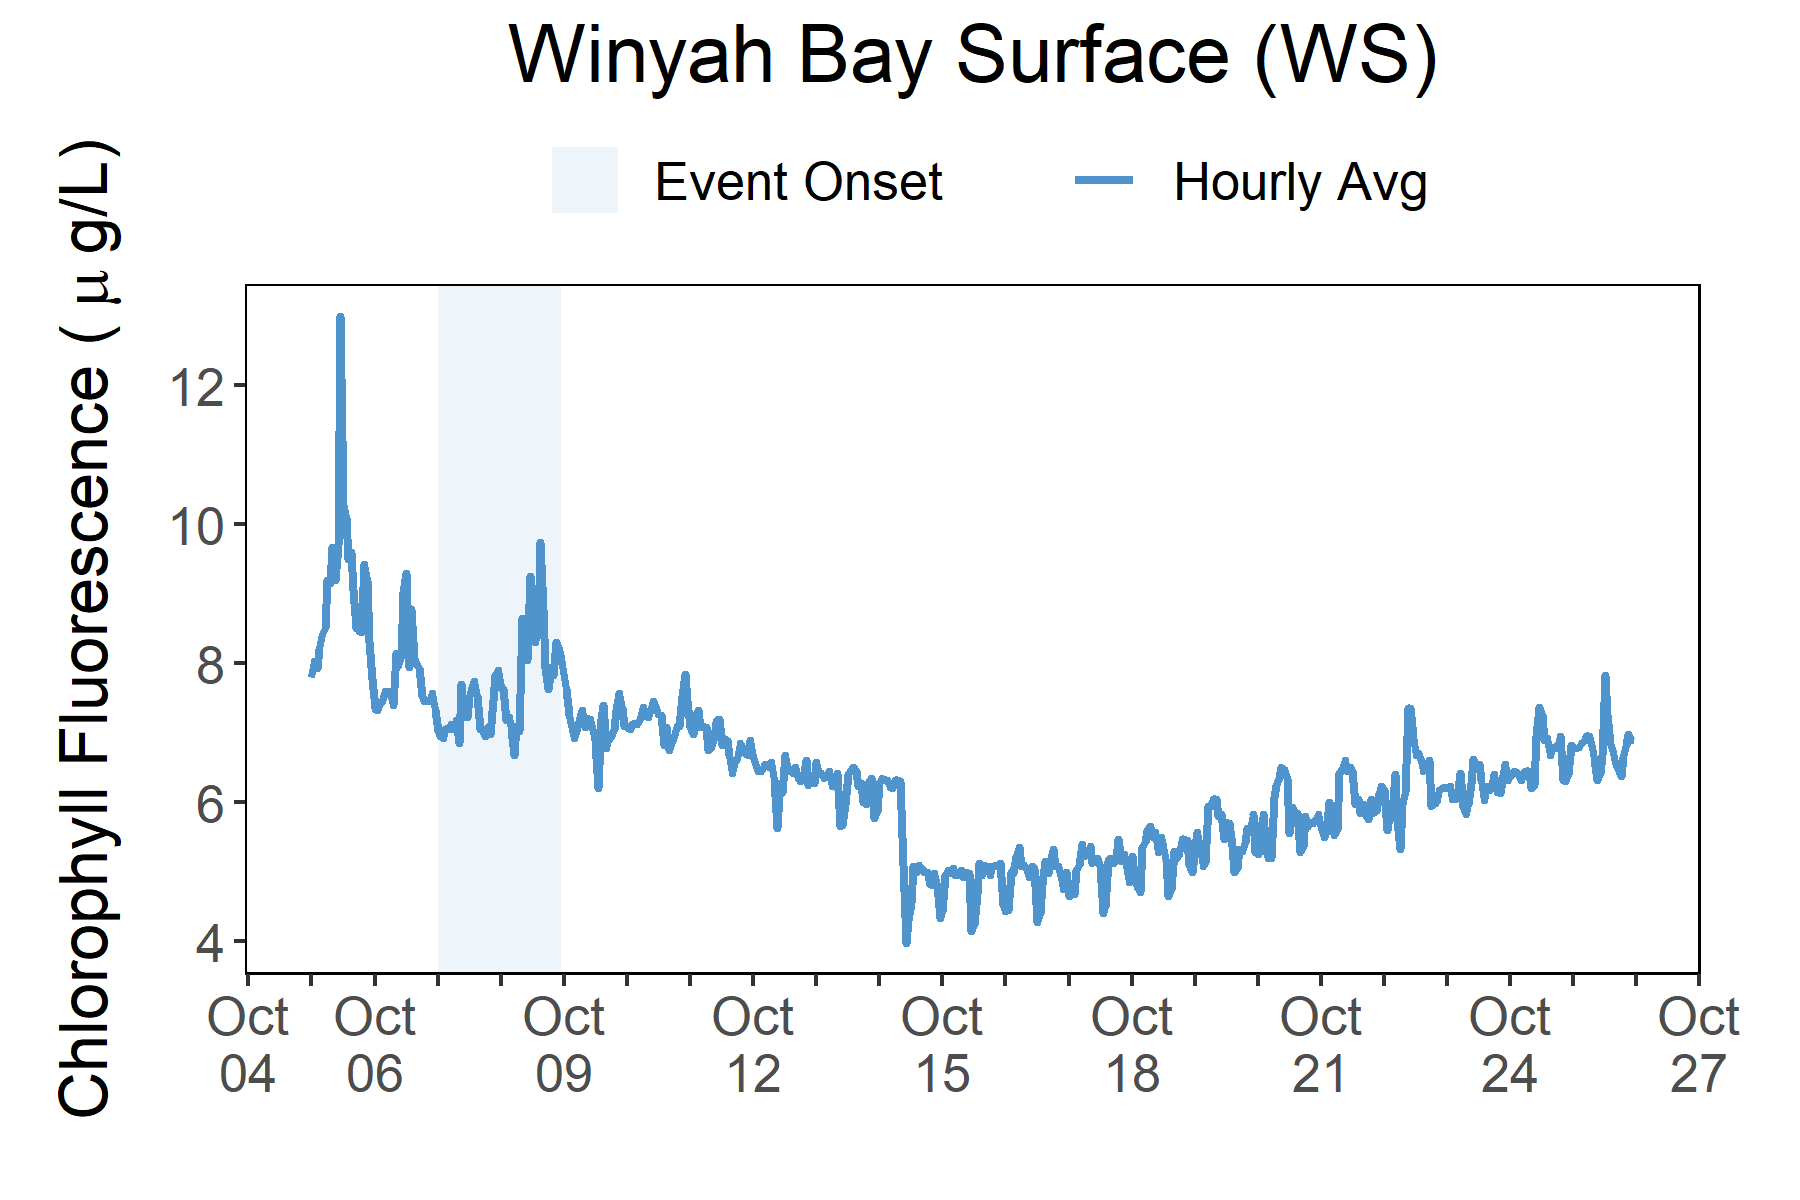 Winyah Bay Surface (WS)
Event Onset
Hourly Avg
Chlorophyll Fluorescence ( μ g/L)
12
10
8
6
4
Oct 04
Oct 06
Oct 09
Oct 12
Oct 15
Oct 18
Oct 21
Oct 24
Oct 27